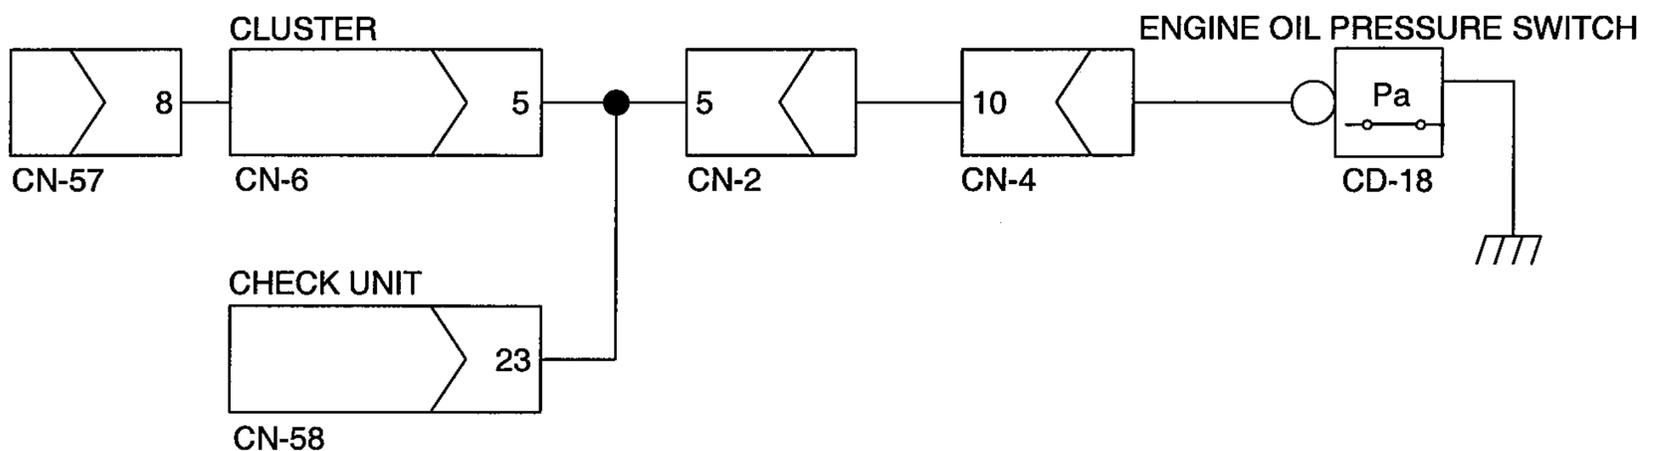 CLUSTER
ENGINE OIL PRESSURE SWITCH
8
5
5
10
Pa
CN-57
CN-6
CN-2
CN-4
CD-18
CHECK UNIT
23
CN-58